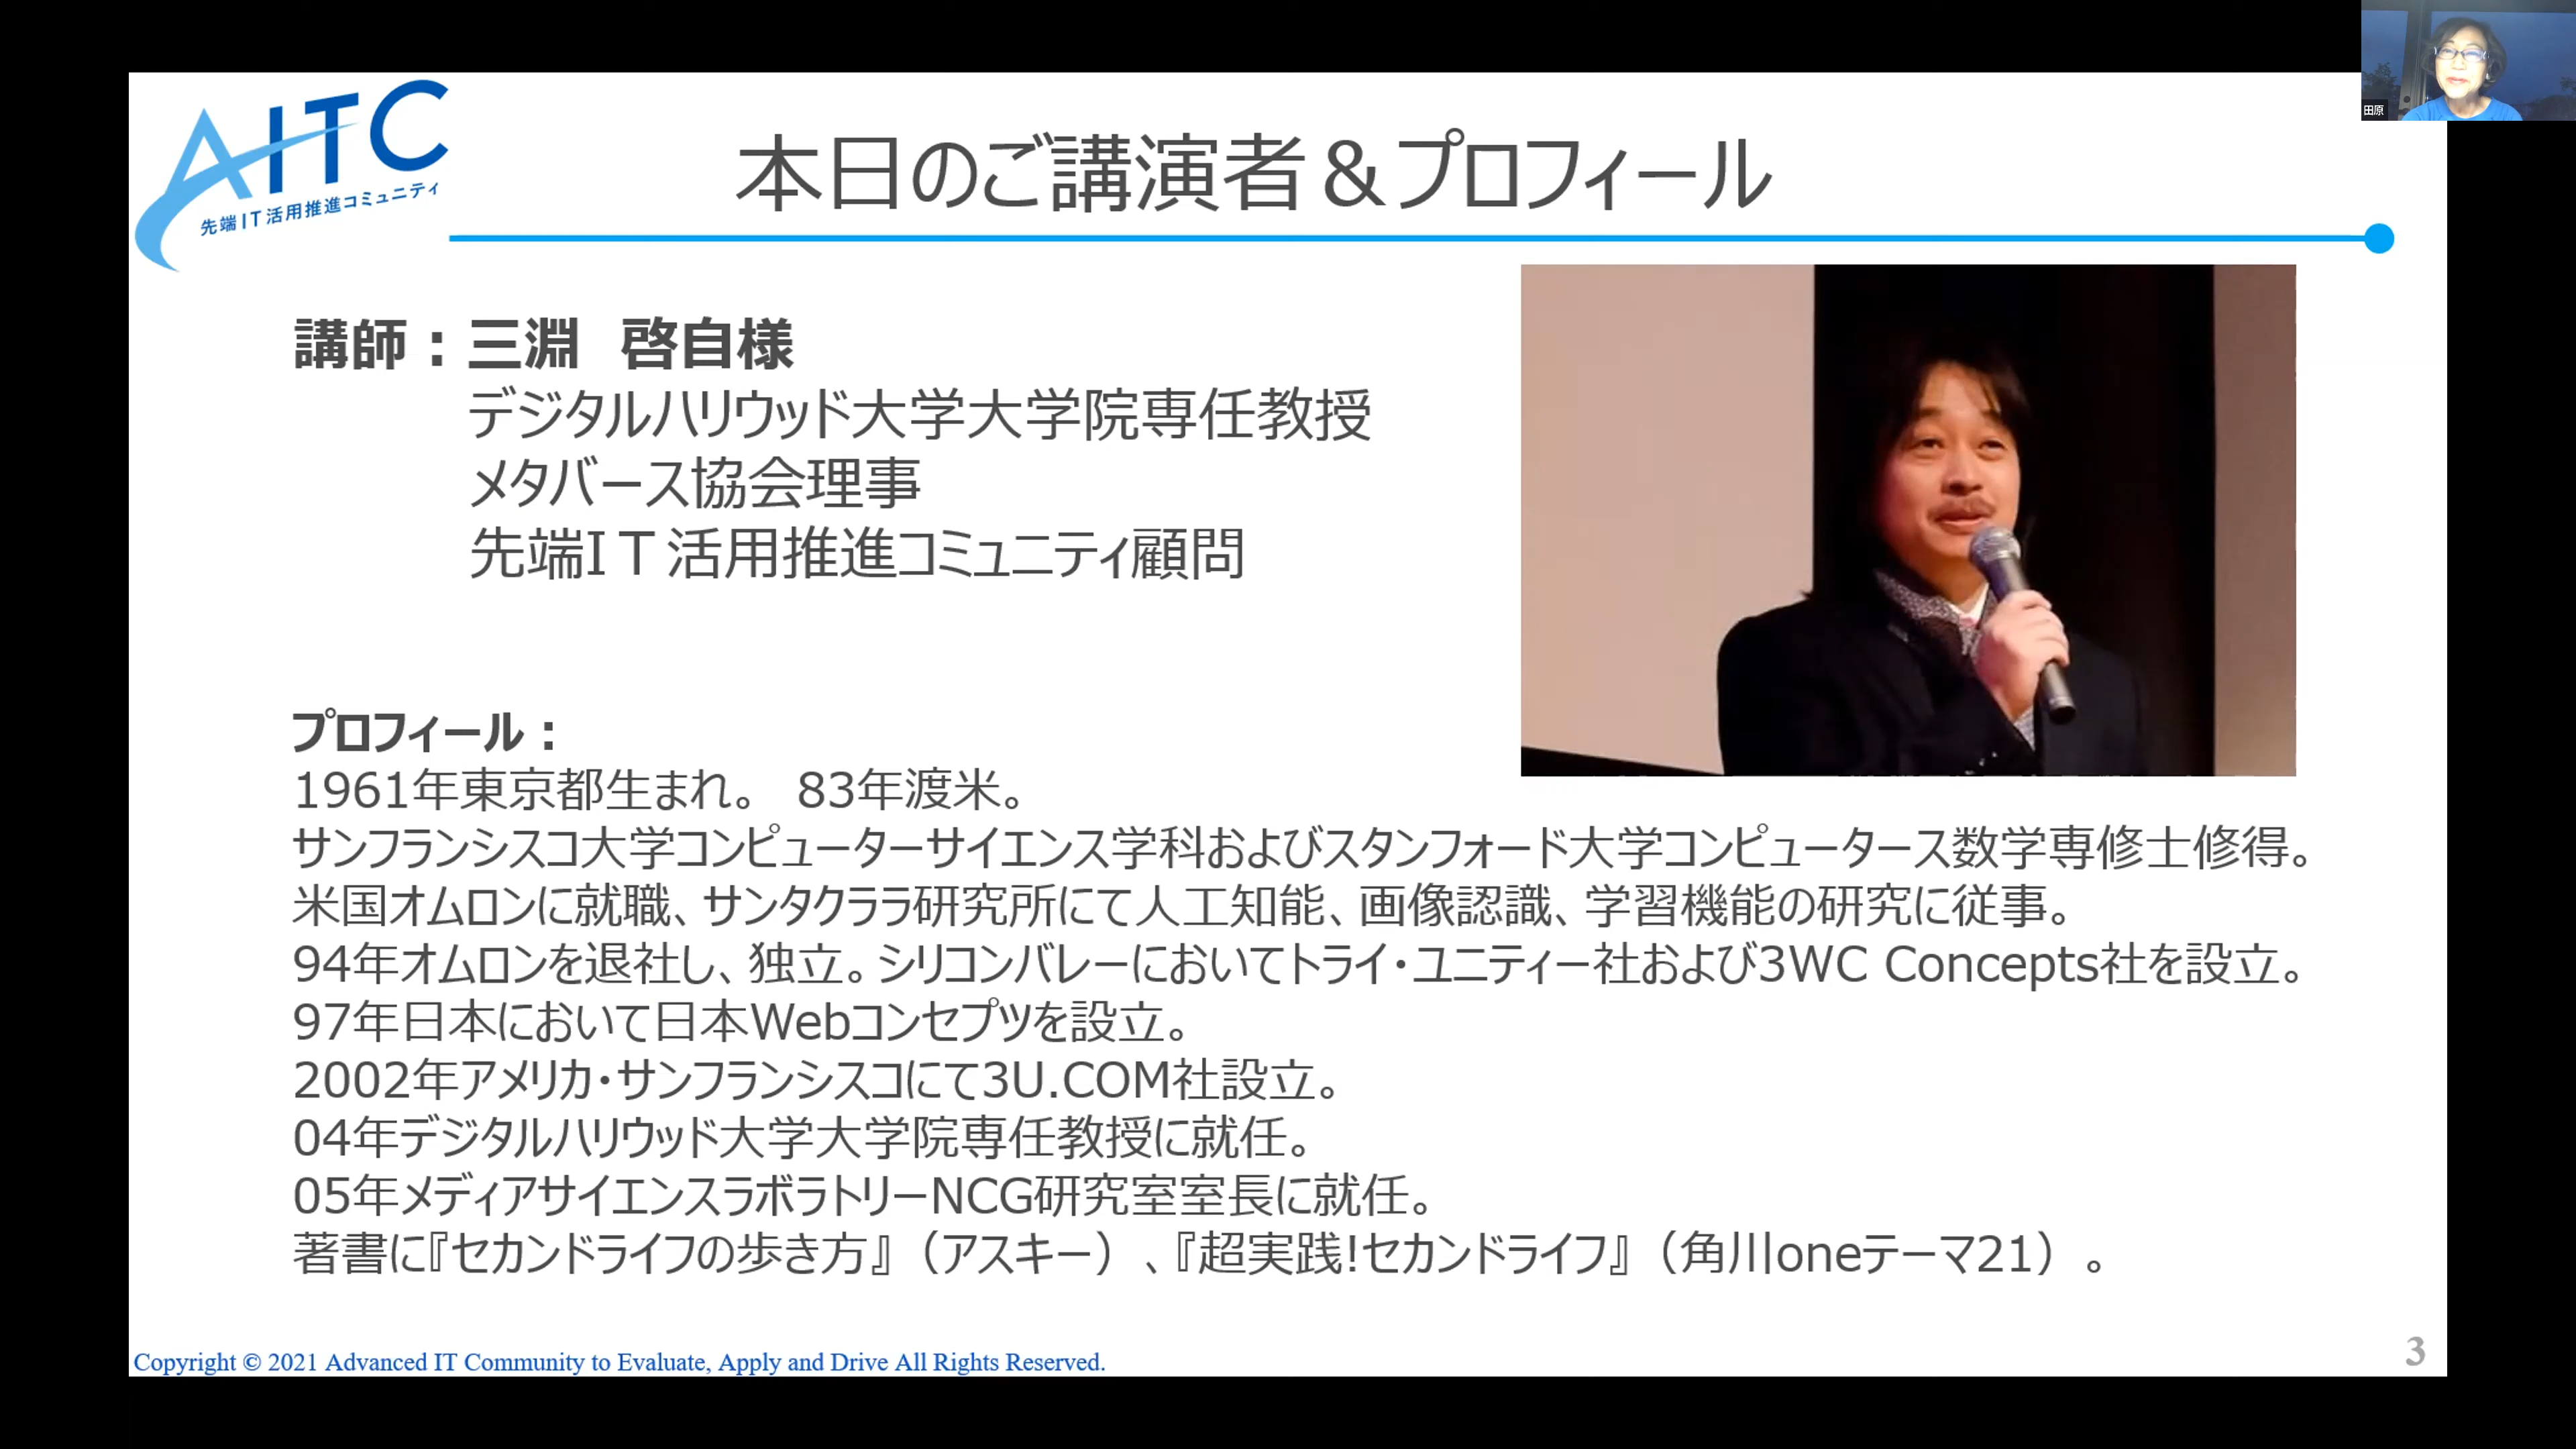 AITC
先端IT活用推進コミュニティ
田原
本日のご講演者＆プロフィール
講師：三淵　啓自様
デジタルハリウッド大学大学院専任教授
メタバース協会理事
先端ＩＴ活用推進コミュニティ顧問
プロフィール：
1961年東京都生まれ。　83年渡米。
サンフランシスコ大学コンピューターサイエンス学科およびスタンフォード大学コンピュータース数学専修士修得。
米国オムロンに就職、サンタクララ研究所にて人工知能、画像認識、学習機能の研究に従事。
94年オムロンを退社し、独立。シリコンバレーにおいてトライ・ユニティー社および3WC Concepts社を設立。
97年日本において日本Webコンセプツを設立。
2002年アメリカ・サンフランシスコにて3U.COM社設立。
04年デジタルハリウッド大学大学院専任教授に就任。
05年メディアサイエンスラボラトリーNCG研究室室長に就任。
著書に『セカンドライフの歩き方』（アスキー）、『超実践!セカンドライフ』（角川oneテーマ21）。
Copyright © 2021 Advanced IT Community to Evaluate, Apply and Drive All Rights Reserved.
3